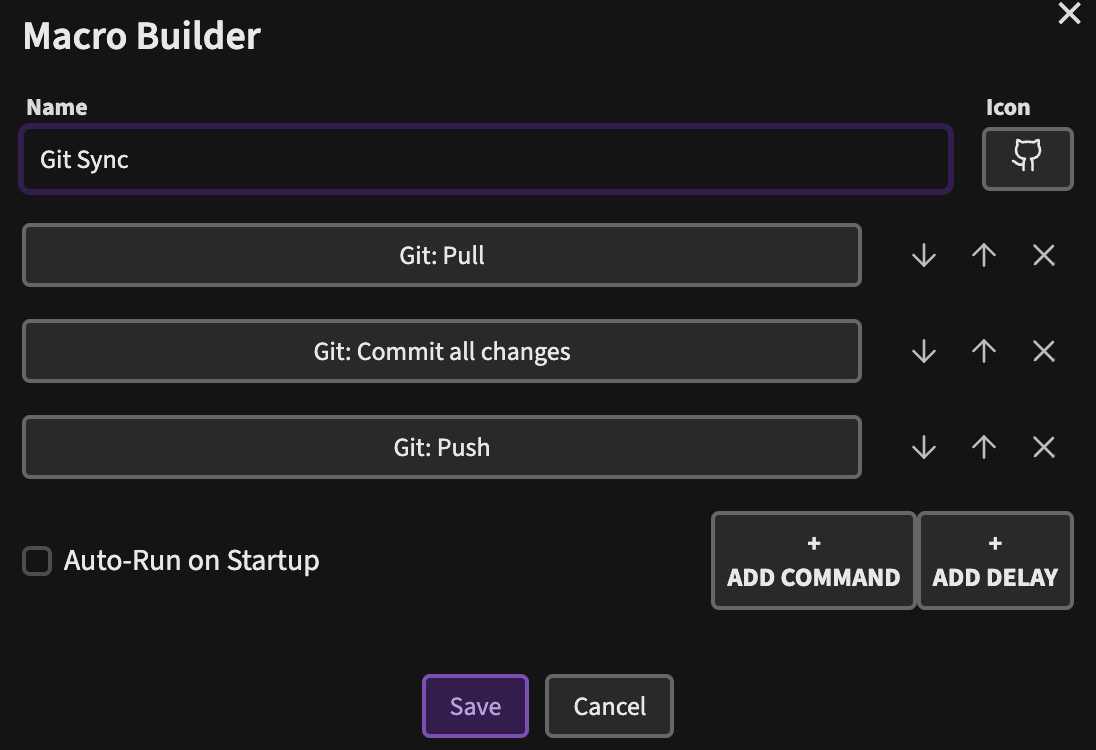 Macro Builder
Name
Icon
Git Sync
Git: Pull
Git: Commit all changes
Git: Push
Auto-Run on Startup
+
ADD COMMAND
+
ADD DELAY
Save
Cancel